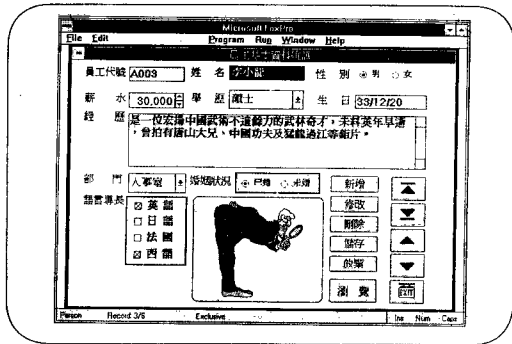 Microsoft FoxPro
File Edit Program Run Window Help
員工代號 A003 姓 名 李小龍 性 別 男 女
薪 水 30,000 學 歷 碩士 生 日 33/12/20
經 歷 是一位宏揚中國武術不遺餘力的武林奇才，未料英年早逝
，曾拍有唐山大兄、中國功夫及猛龍過江等鉅片。
部 門 人事室 婚姻狀況 已婚 未婚
語言專長
英 語
日 語
法 國
西 語
新增
修改
刪除
儲存
放棄
瀏 覽
EXIT
Person Record 3/6 Exclusive Ins Num Caps